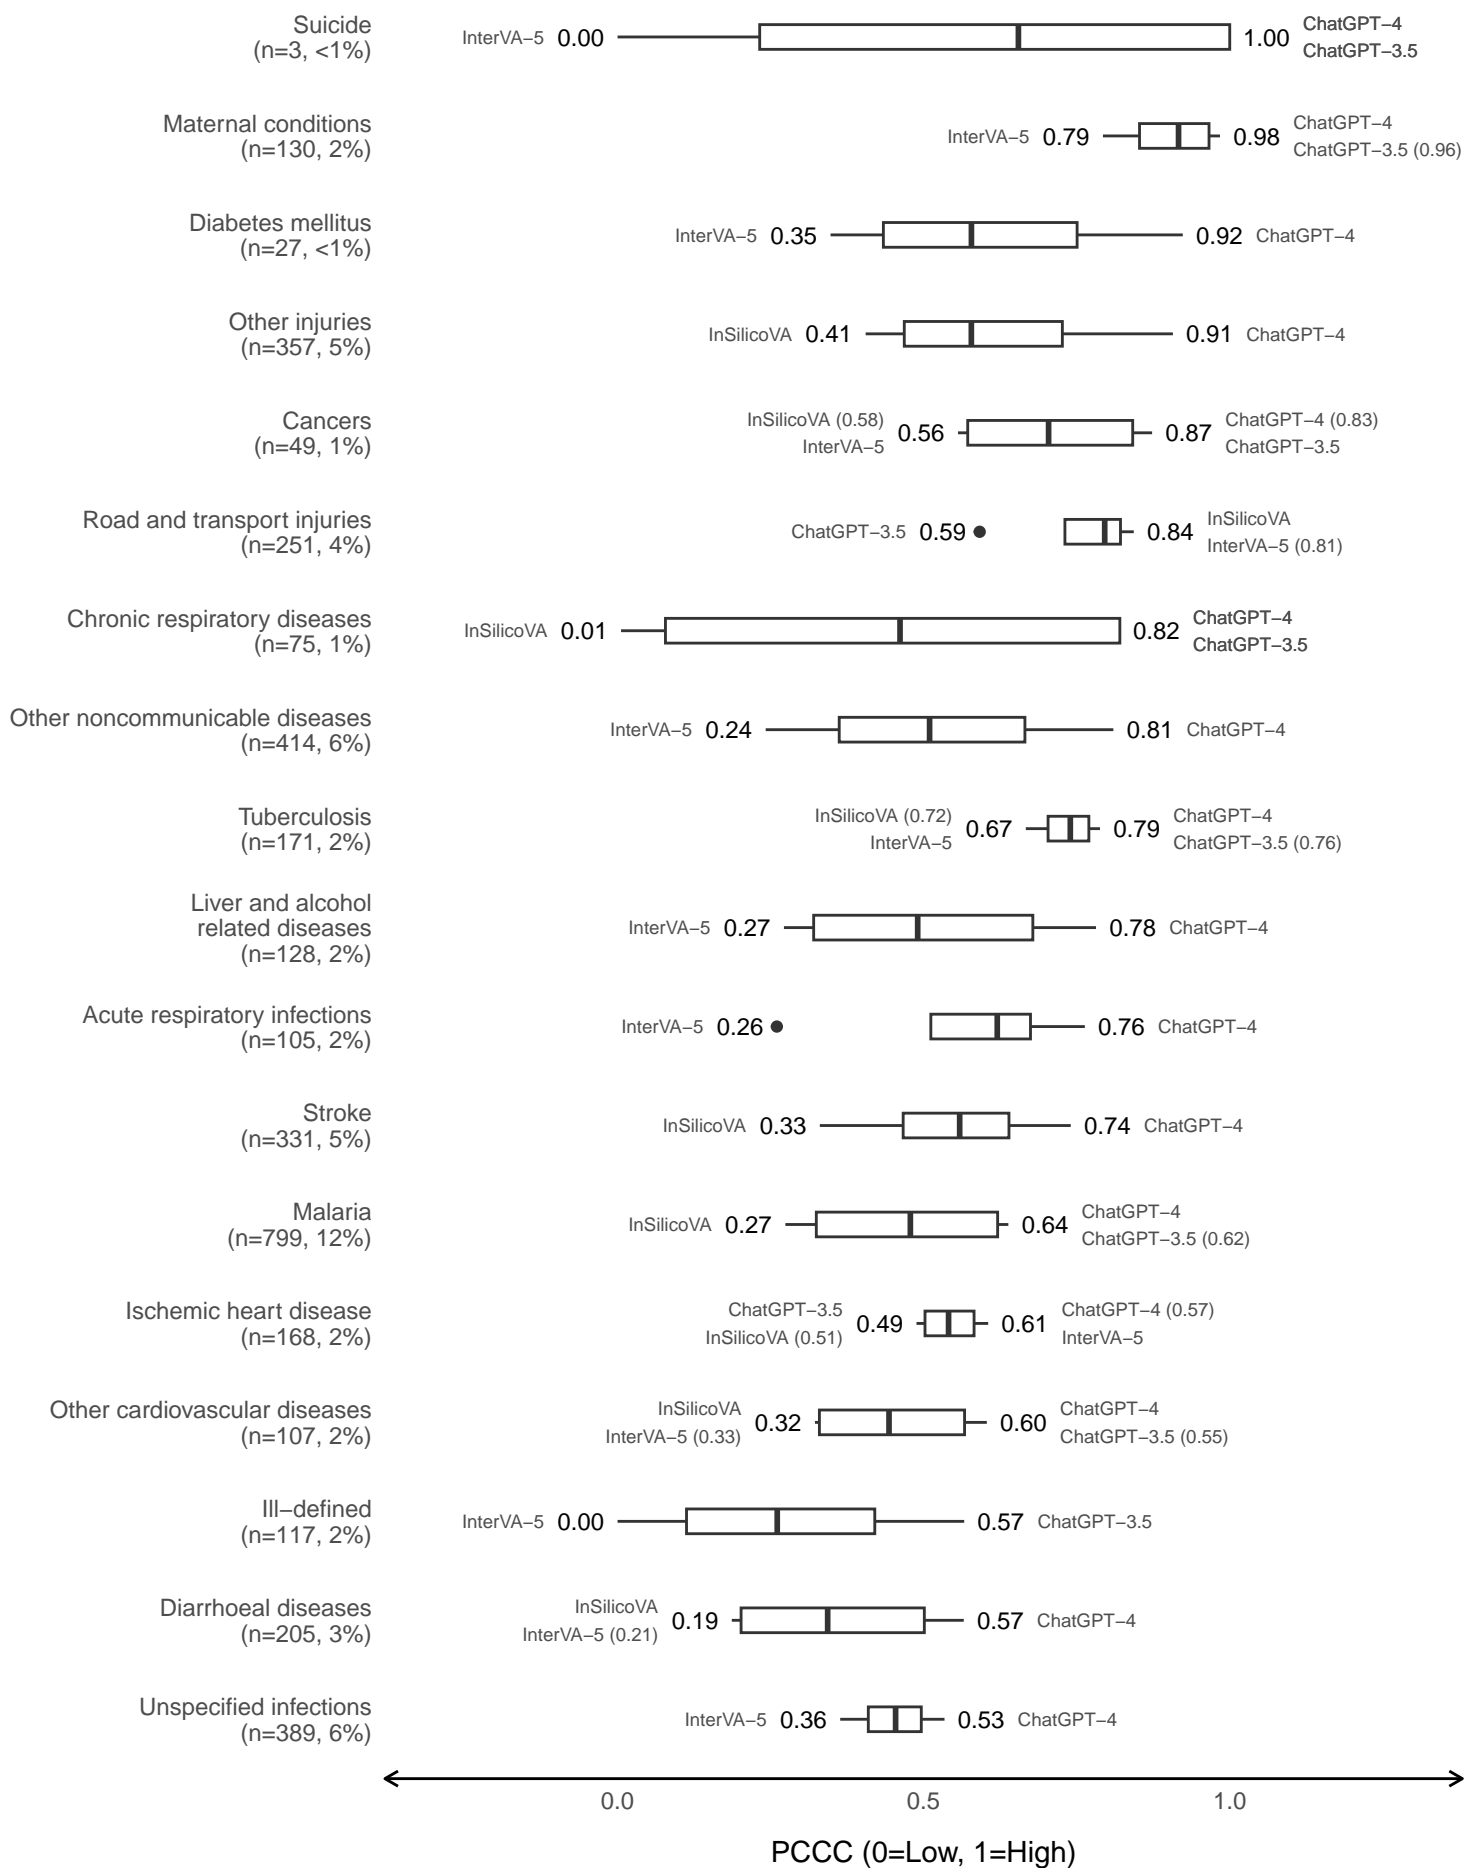 Suicide
(n=3, <1%)
InterVA−5 0.00
1.00
ChatGPT−4
ChatGPT−3.5
Maternal conditions
(n=130, 2%)
InterVA−5 0.79
0.98
ChatGPT−4
ChatGPT−3.5 (0.96)
Diabetes mellitus
(n=27, <1%)
InterVA−5 0.35
0.92 ChatGPT−4
Other injuries
(n=357, 5%)
InSilicoVA 0.41
0.91 ChatGPT−4
Cancers
(n=49, 1%)
InSilicoVA (0.58)
InterVA−5
0.56
0.87
ChatGPT−4 (0.83)
ChatGPT−3.5
Road and transport injuries
(n=251, 4%)
ChatGPT−3.5 0.59
0.84
InSilicoVA
InterVA−5 (0.81)
Chronic respiratory diseases
(n=75, 1%)
InSilicoVA 0.01
0.82
ChatGPT−4
ChatGPT−3.5
Other noncommunicable diseases
(n=414, 6%)
InterVA−5 0.24
0.81 ChatGPT−4
Tuberculosis
(n=171, 2%)
InSilicoVA (0.72)
InterVA−5
0.67
0.79
ChatGPT−4
ChatGPT−3.5 (0.76)
Liver and alcohol
related diseases
(n=128, 2%)
InterVA−5 0.27
0.78 ChatGPT−4
Acute respiratory infections
(n=105, 2%)
InterVA−5 0.26
0.76 ChatGPT−4
Stroke
(n=331, 5%)
InSilicoVA 0.33
0.74 ChatGPT−4
Malaria
(n=799, 12%)
InSilicoVA 0.27
0.64
ChatGPT−4
ChatGPT−3.5 (0.62)
Ischemic heart disease
(n=168, 2%)
ChatGPT−3.5
InSilicoVA (0.51)
0.49
0.61
ChatGPT−4 (0.57)
InterVA−5
Other cardiovascular diseases
(n=107, 2%)
InSilicoVA
InterVA−5 (0.33)
0.32
0.60
ChatGPT−4
ChatGPT−3.5 (0.55)
Ill−defined
(n=117, 2%)
InterVA−5 0.00
0.57 ChatGPT−3.5
Diarrhoeal diseases
(n=205, 3%)
InSilicoVA
InterVA−5 (0.21)
0.19
0.57 ChatGPT−4
Unspecified infections
(n=389, 6%)
InterVA−5 0.36
0.53 ChatGPT−4
0.0 0.5 1.0
PCCC (0=Low, 1=High)